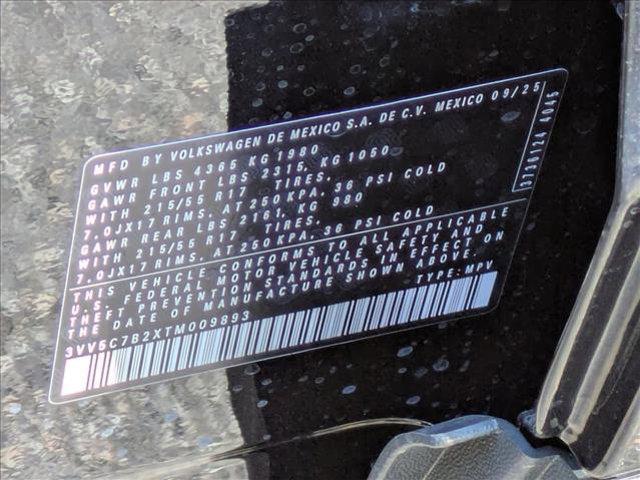 MFD BY VOLKSWAGEN DE MEXICO S.A. DE C.V. MEXICO 09/25
GVWR LBS 4365 KG 1980
GAWR FRONT LBS 2315, KG 1050
WITH 215/55 R17 TIRES,
7.0JX17 RIMS, AT 250 KPA, 36 PSI COLD
GAWR REAR LBS 2161, KG 980
WITH 215/55 R17 TIRES,
7.0JX17 RIMS, AT 250 KPA, 36 PSI COLD
THIS VEHICLE CONFORMS TO ALL APPLICABLE
U.S. FEDERAL MOTOR VEHICLE SAFETY AND
THEFT PREVENTION STANDARDS IN EFFECT ON
THE DATE OF MANUFACTURE SHOWN ABOVE.
3VV5C7B2XTM009893 TYPE: MPV